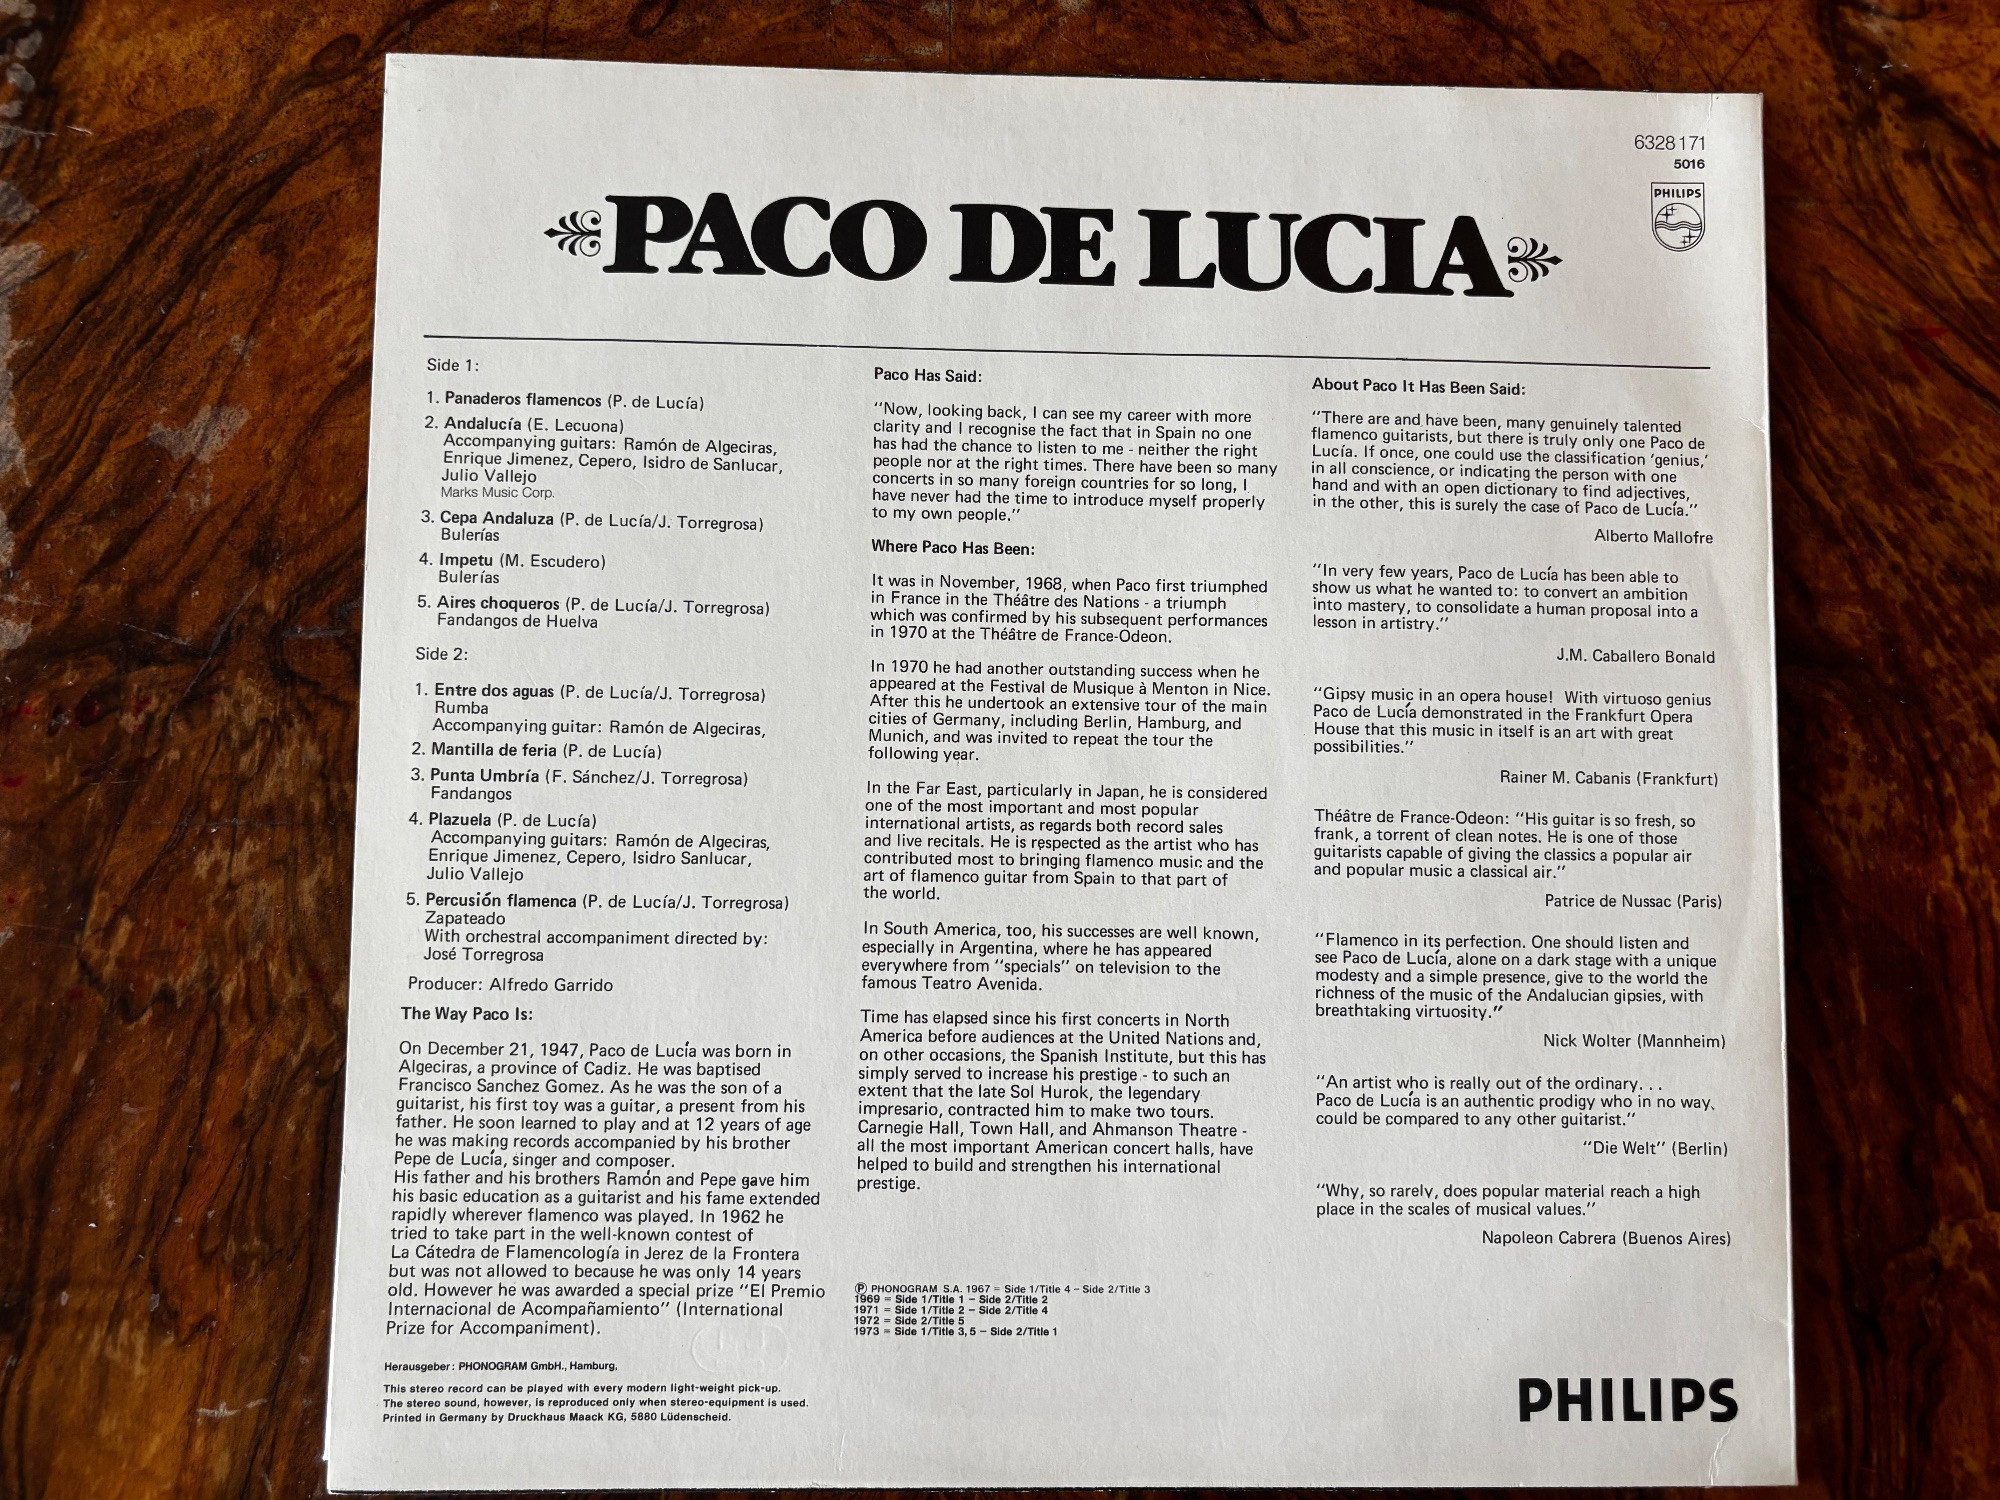 6328 171
5016
PHILIPS
PACO DE LUCIA
Side 1:
1. Panaderos flamencos (P. de Lucía)
2. Andalucía (E. Lecuona)
Accompanying guitars: Ramón de Algeciras,
Enrique Jimenez, Cepero, Isidro de Sanlucar,
Julio Vallejo
Marks Music Corp.
3. Cepa Andaluza (P. de Lucía/J. Torregrosa)
Bulerías
4. Impetu (M. Escudero)
Bulerías
5. Aires choqueros (P. de Lucía/J. Torregrosa)
Fandangos de Huelva
Side 2:
1. Entre dos aguas (P. de Lucía/J. Torregrosa)
Rumba
Accompanying guitar: Ramón de Algeciras,
2. Mantilla de feria (P. de Lucía)
3. Punta Umbría (F. Sánchez/J. Torregrosa)
Fandangos
4. Plazuela (P. de Lucía)
Accompanying guitars: Ramón de Algeciras,
Enrique Jimenez, Cepero, Isidro Sanlucar,
Julio Vallejo
5. Percusión flamenca (P. de Lucía/J. Torregrosa)
Zapateado
With orchestral accompaniment directed by:
José Torregrosa
Producer: Alfredo Garrido
The Way Paco Is:
On December 21, 1947, Paco de Lucía was born in
Algeciras, a province of Cadiz. He was baptised
Francisco Sanchez Gomez. As he was the son of a
guitarist, his first toy was a guitar, a present from his
father. He soon learned to play and at 12 years of age
he was making records accompanied by his brother
Pepe de Lucía, singer and composer.
His father and his brothers Ramón and Pepe gave him
his basic education as a guitarist and his fame extended
rapidly wherever flamenco was played. In 1962 he
tried to take part in the well-known contest of
La Cátedra de Flamencología in Jerez de la Frontera
but was not allowed to because he was only 14 years
old. However he was awarded a special prize "El Premio
Internacional de Acompañamiento" (International
Prize for Accompaniment).
Herausgeber: PHONOGRAM GmbH., Hamburg,
This stereo record can be played with every modern light-weight pick-up.
The stereo sound, however, is reproduced only when stereo-equipment is used.
Printed in Germany by Druckhaus Maack KG, 5880 Lüdenscheid.
Paco Has Said:
"Now, looking back, I can see my career with more
clarity and I recognise the fact that in Spain no one
has had the chance to listen to me - neither the right
people nor at the right times. There have been so many
concerts in so many foreign countries for so long, I
have never had the time to introduce myself properly
to my own people."
Where Paco Has Been:
It was in November, 1968, when Paco first triumphed
in France in the Théâtre des Nations - a triumph
which was confirmed by his subsequent performances
in 1970 at the Théâtre de France-Odeon.
In 1970 he had another outstanding success when he
appeared at the Festival de Musique à Menton in Nice.
After this he undertook an extensive tour of the main
cities of Germany, including Berlin, Hamburg, and
Munich, and was invited to repeat the tour the
following year.
In the Far East, particularly in Japan, he is considered
one of the most important and most popular
international artists, as regards both record sales
and live recitals. He is respected as the artist who has
contributed most to bringing flamenco music and the
art of flamenco guitar from Spain to that part of
the world.
In South America, too, his successes are well known,
especially in Argentina, where he has appeared
everywhere from "specials" on television to the
famous Teatro Avenida.
Time has elapsed since his first concerts in North
America before audiences at the United Nations and,
on other occasions, the Spanish Institute, but this has
simply served to increase his prestige - to such an
extent that the late Sol Hurok, the legendary
impresario, contracted him to make two tours.
Carnegie Hall, Town Hall, and Ahmanson Theatre -
all the most important American concert halls, have
helped to build and strengthen his international
prestige.
Ⓟ PHONOGRAM S.A. 1967 = Side 1/Title 4 – Side 2/Title 3
1969 = Side 1/Title 1 – Side 2/Title 2
1971 = Side 1/Title 2 – Side 2/Title 4
1972 = Side 2/Title 5
1973 = Side 1/Title 3, 5 – Side 2/Title 1
About Paco It Has Been Said:
"There are and have been, many genuinely talented
flamenco guitarists, but there is truly only one Paco de
Lucía. If once, one could use the classification 'genius,'
in all conscience, or indicating the person with one
hand and with an open dictionary to find adjectives,
in the other, this is surely the case of Paco de Lucía."
Alberto Mallofre
"In very few years, Paco de Lucía has been able to
show us what he wanted to: to convert an ambition
into mastery, to consolidate a human proposal into a
lesson in artistry."
J.M. Caballero Bonald
"Gipsy music in an opera house! With virtuoso genius
Paco de Lucía demonstrated in the Frankfurt Opera
House that this music in itself is an art with great
possibilities."
Rainer M. Cabanis (Frankfurt)
Théâtre de France-Odeon: "His guitar is so fresh, so
frank, a torrent of clean notes. He is one of those
guitarists capable of giving the classics a popular air
and popular music a classical air."
Patrice de Nussac (Paris)
"Flamenco in its perfection. One should listen and
see Paco de Lucía, alone on a dark stage with a unique
modesty and a simple presence, give to the world the
richness of the music of the Andalucian gipsies, with
breathtaking virtuosity."
Nick Wolter (Mannheim)
"An artist who is really out of the ordinary. . .
Paco de Lucía is an authentic prodigy who in no way,
could be compared to any other guitarist."
"Die Welt" (Berlin)
"Why, so rarely, does popular material reach a high
place in the scales of musical values."
Napoleon Cabrera (Buenos Aires)
PHILIPS